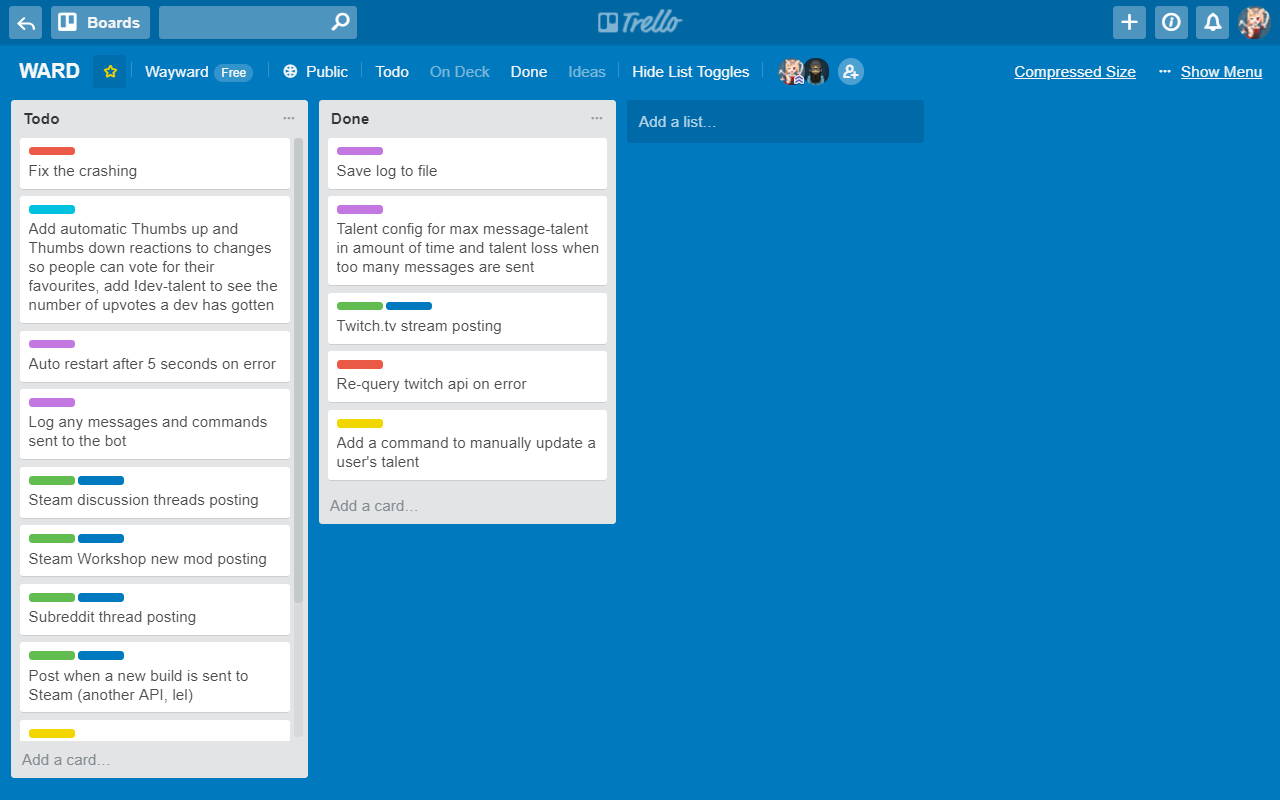 Boards
Trello
WARD
Wayward Free
Public
Todo
On Deck
Done
Ideas
Hide List Toggles
Compressed Size
··· Show Menu
Todo
···
Fix the crashing
Add automatic Thumbs up and
Thumbs down reactions to changes
so people can vote for their
favourites, add !dev-talent to see the
number of upvotes a dev has gotten
Auto restart after 5 seconds on error
Log any messages and commands
sent to the bot
Steam discussion threads posting
Steam Workshop new mod posting
Subreddit thread posting
Post when a new build is sent to
Steam (another API, lel)
Add a card…
Done
···
Save log to file
Talent config for max message-talent
in amount of time and talent loss when
too many messages are sent
Twitch.tv stream posting
Re-query twitch api on error
Add a command to manually update a
user's talent
Add a card…
Add a list…